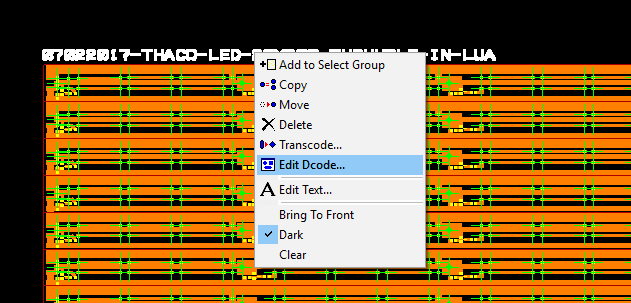 07022017-THACO-LED IN-LUA
Add to Select Group
Copy
Move
Delete
Transcode...
Edit Dcode...
Edit Text...
Bring To Front
Dark
Clear